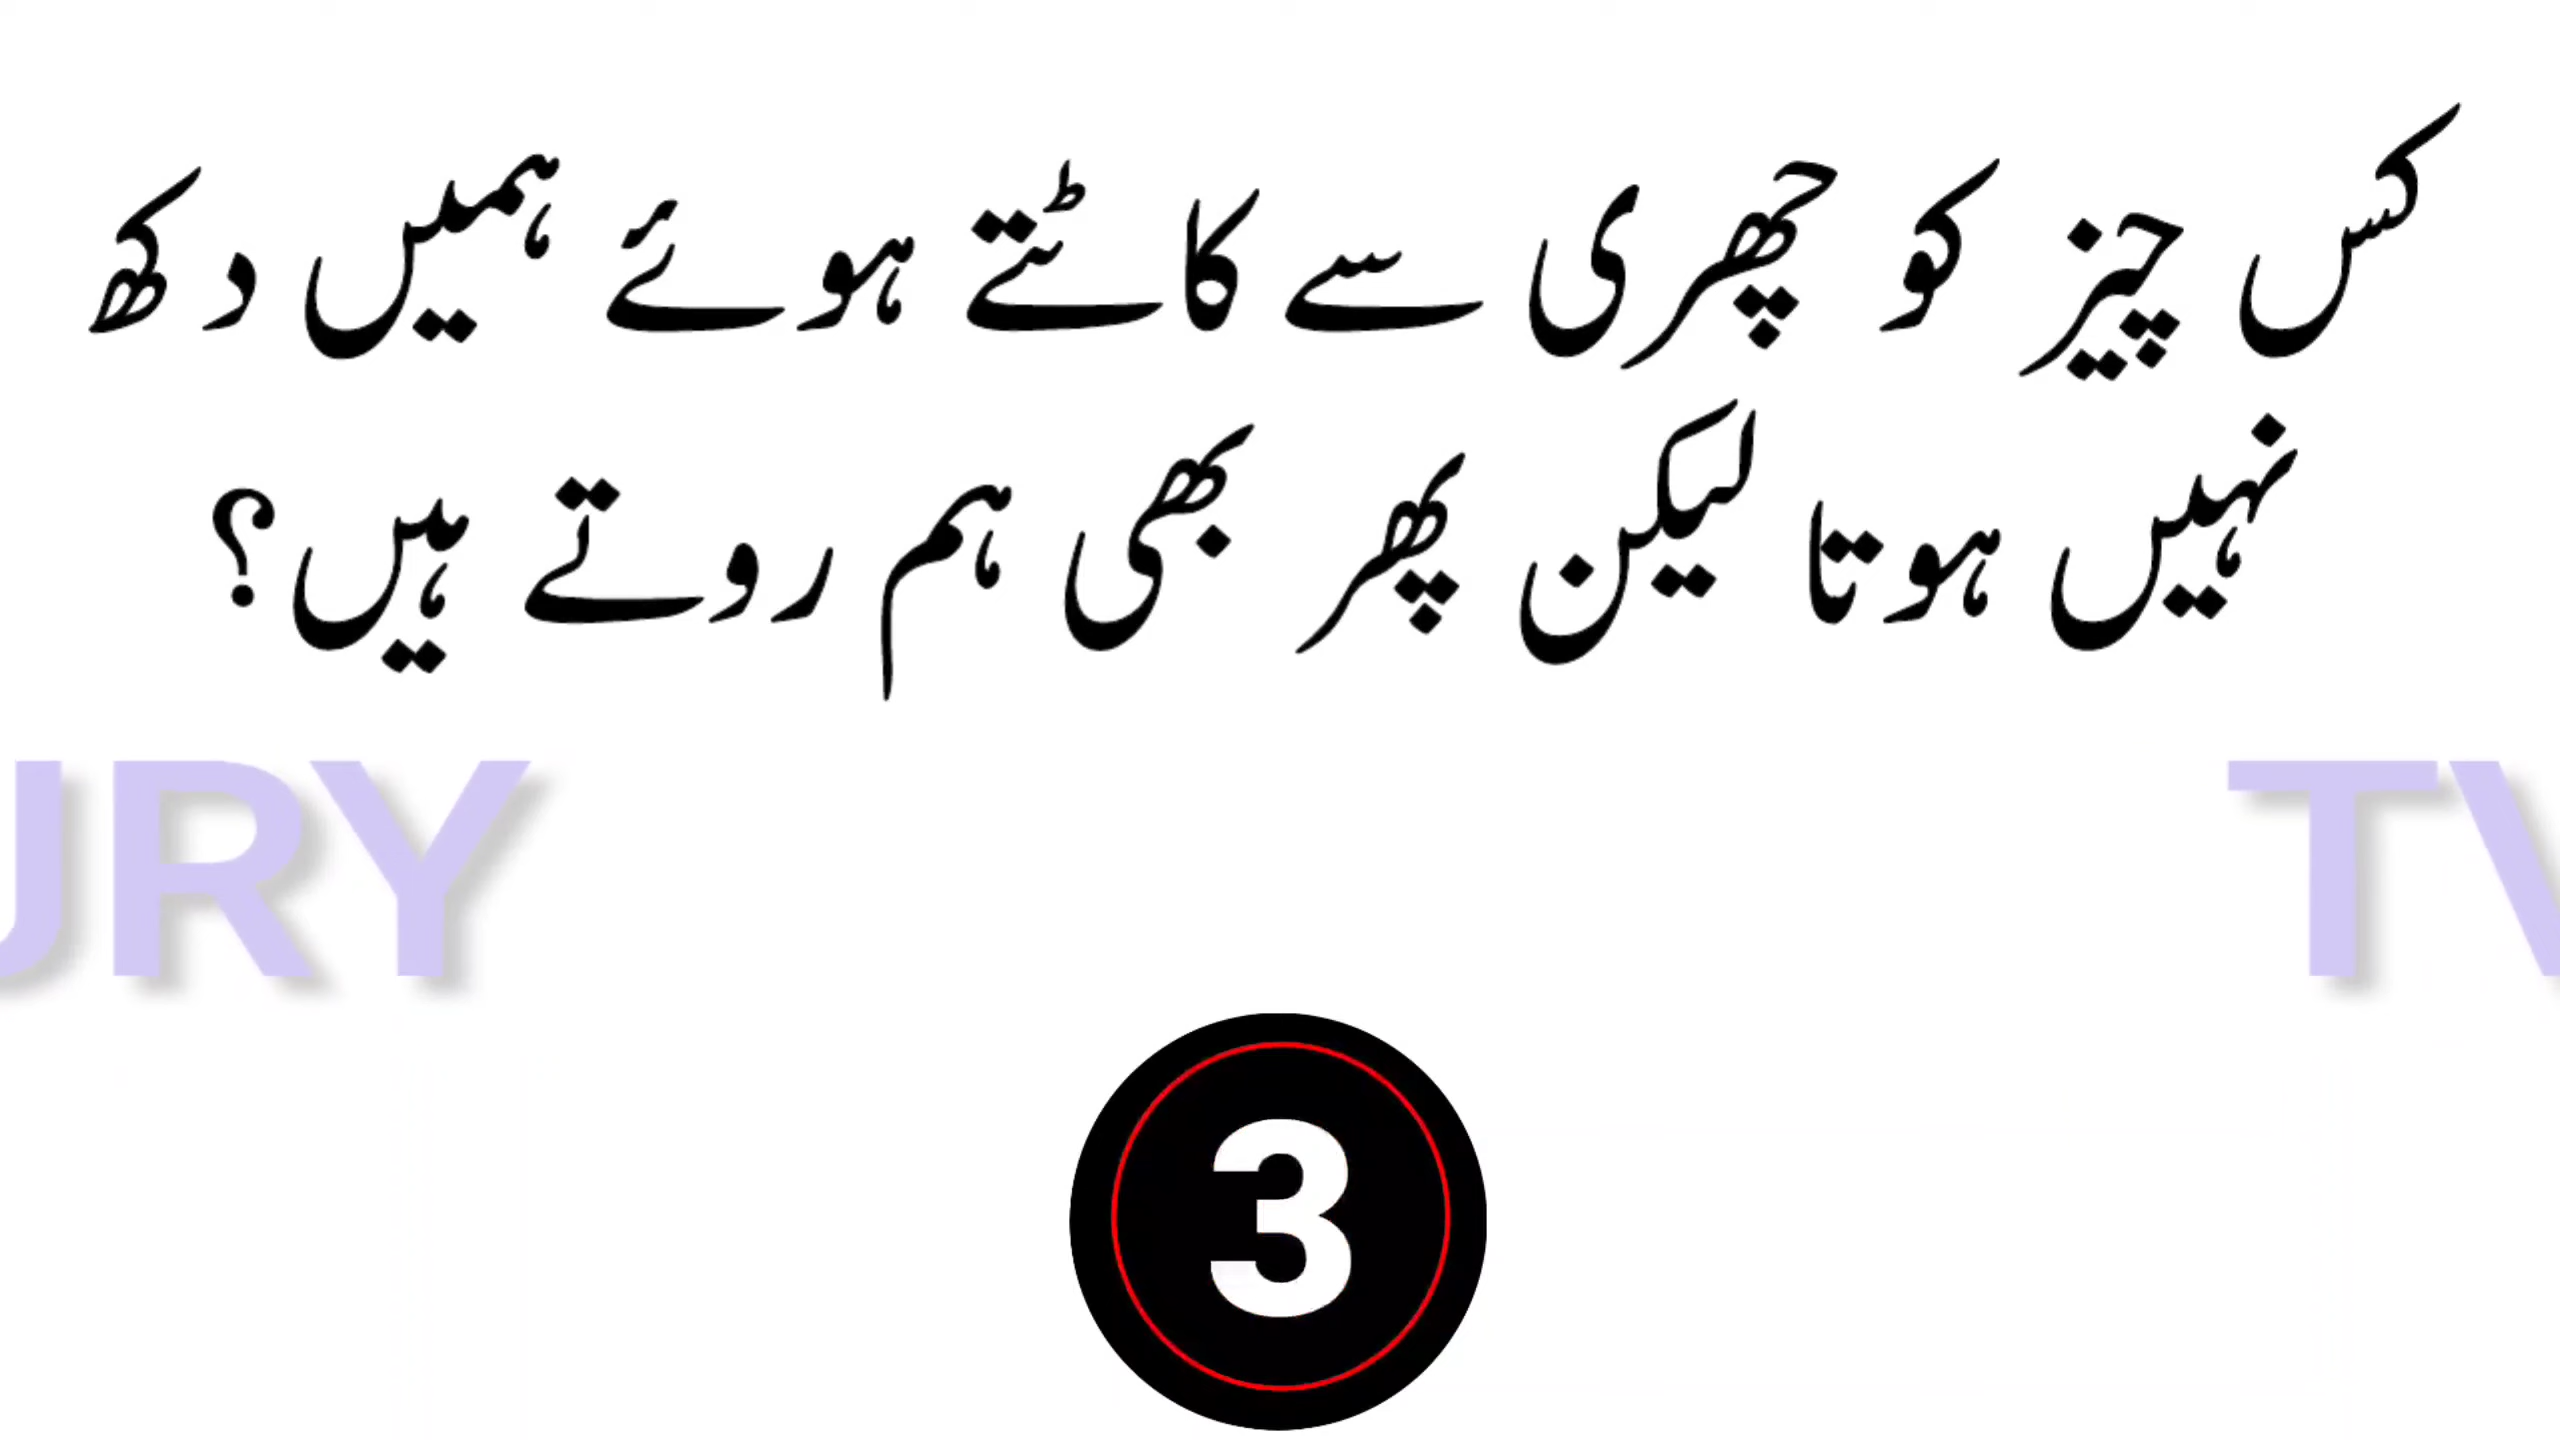 کس چیز کو چھری سے کاٹتے ہوئے ہمیں دکھ
نہیں ہوتا لیکن پھر بھی ہم روتے ہیں؟
URY TV
3